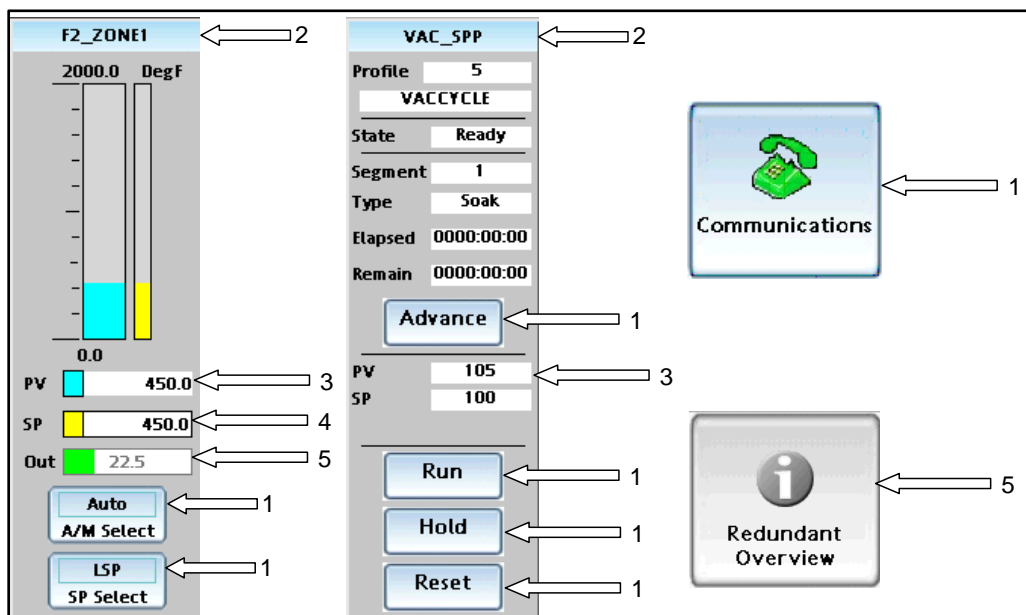 F2_ZONE1
2
2000.0 DegF
0.0
PV 450.0
3
SP 450.0
4
Out 22.5
5
Auto
A/M Select
1
LSP
SP Select
1
VAC_SPP
2
Profile 5
VACCYCLE
State Ready
Segment 1
Type Soak
Elapsed 0000:00:00
Remain 0000:00:00
Advance
1
PV 105
3
SP 100
Run
1
Hold
1
Reset
1
Communications
1
Redundant
Overview
5